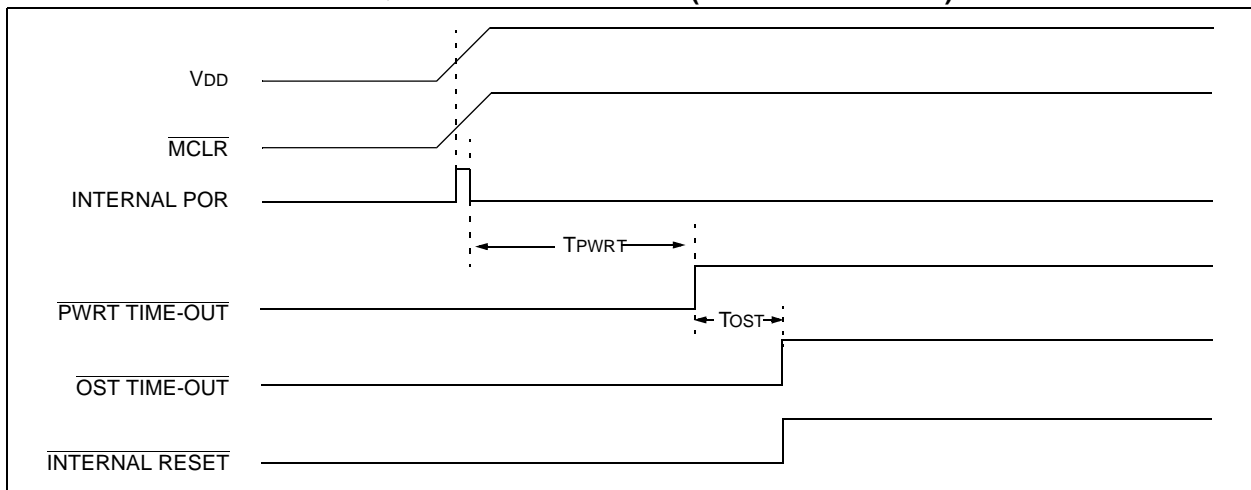 VDD
MCLR
INTERNAL POR
TPWRT
PWRT TIME-OUT
TOST
OST TIME-OUT
INTERNAL RESET